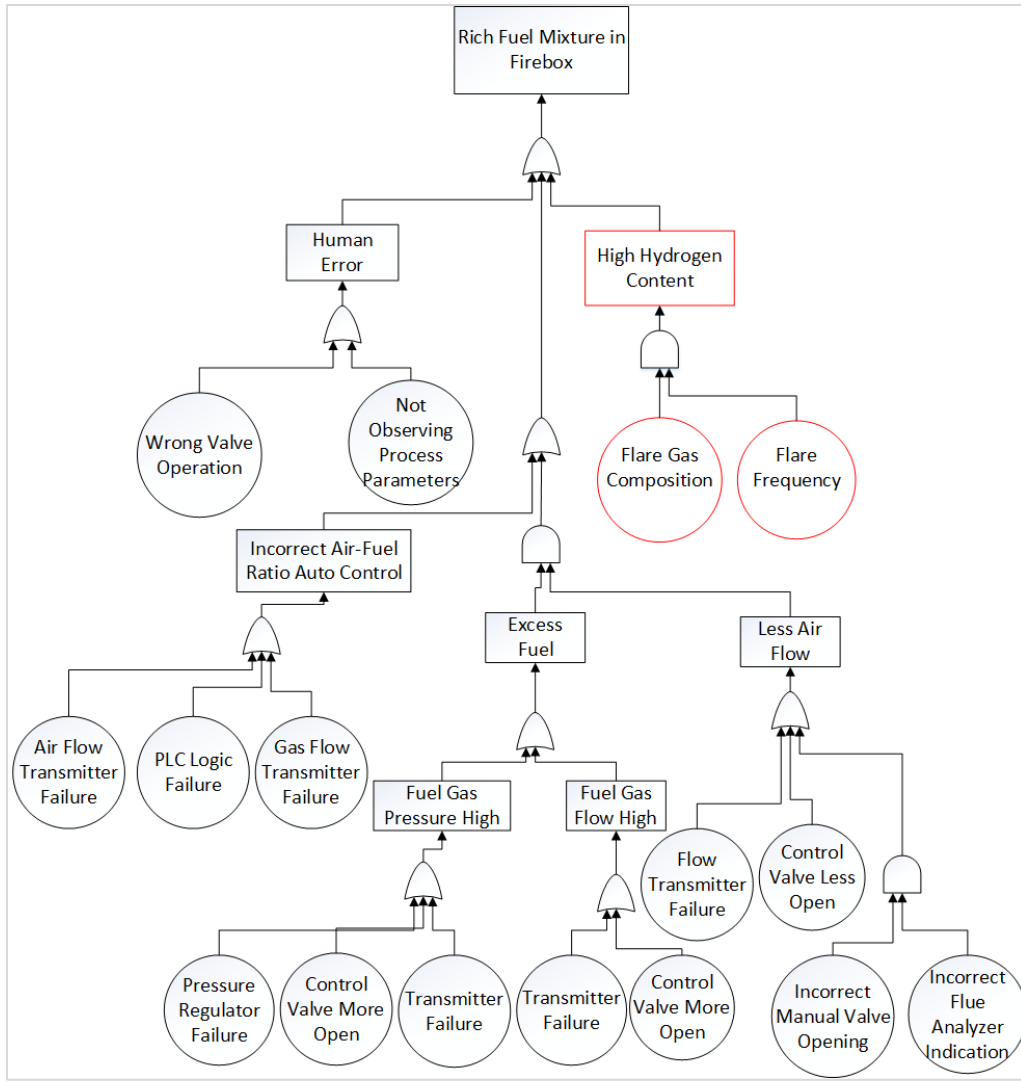 Rich Fuel Mixture in
Firebox
Human
Error
High Hydrogen
Content
Wrong Valve
Operation
Not
Observing
Process
Parameters
Flare Gas
Composition
Flare
Frequency
Incorrect Air-Fuel
Ratio Auto Control
Excess
Fuel
Less Air
Flow
Air Flow
Transmitter
Failure
PLC Logic
Failure
Gas Flow
Transmitter
Failure
Fuel Gas
Pressure High
Fuel Gas
Flow High
Flow
Transmitter
Failure
Control
Valve Less
Open
Pressure
Regulator
Failure
Control
Valve More
Open
Transmitter
Failure
Transmitter
Failure
Control
Valve More
Open
Incorrect
Manual Valve
Opening
Incorrect
Flue
Analyzer
Indication